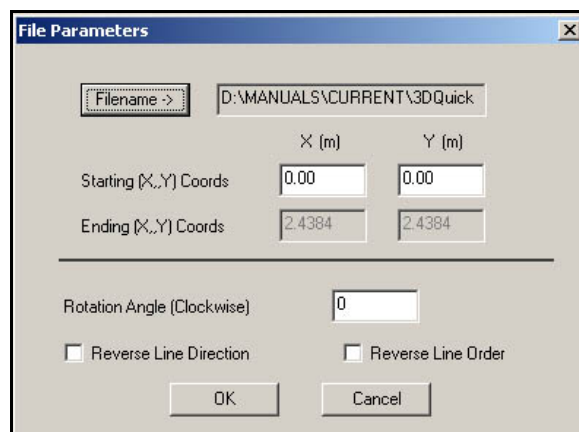 File Parameters
Filename -> D:\MANUALS\CURRENT\3DQuick
X (m) Y (m)
Starting (X,,Y) Coords 0.00 0.00
Ending (X,,Y) Coords 2.4384 2.4384
Rotation Angle (Clockwise) 0
Reverse Line Direction Reverse Line Order
OK Cancel